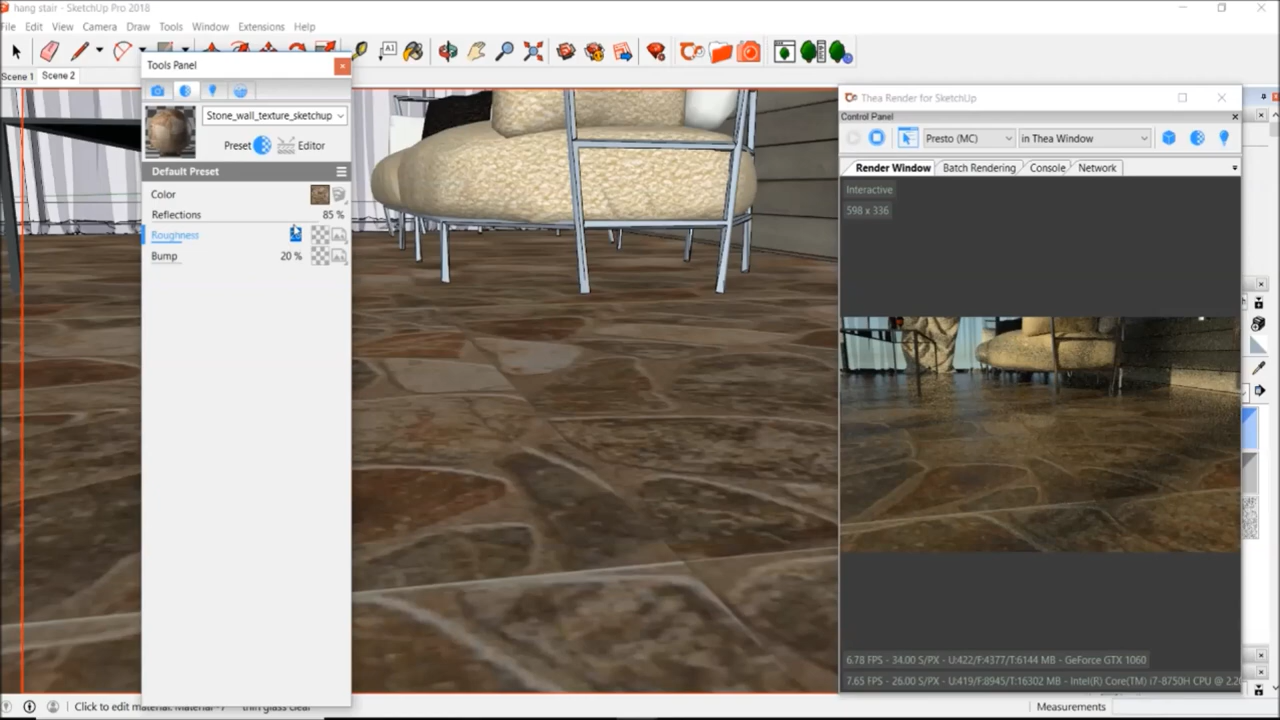 hang stair - SketchUp Pro 2018
File Edit View Camera Draw Tools Window Extensions Help
Scene 1 Scene 2
Tools Panel
Stone_wall_texture_sketchup
Preset Editor
Default Preset
Color
Reflections 85 %
Roughness
Bump 20 %
Thea Render for SketchUp
Control Panel
Presto (MC) in Thea Window
Render Window Batch Rendering Console Network
Interactive
598 x 336
6.78 FPS - 34.00 S/PX - U:422/F:4377/T:6144 MB - GeForce GTX 1060
7.65 FPS - 26.00 S/PX - U:419/F:8945/T:16302 MB - Intel(R) Core(TM) i7-8750H CPU @ 2.20
Click to edit material. thin glass clear
Measurements